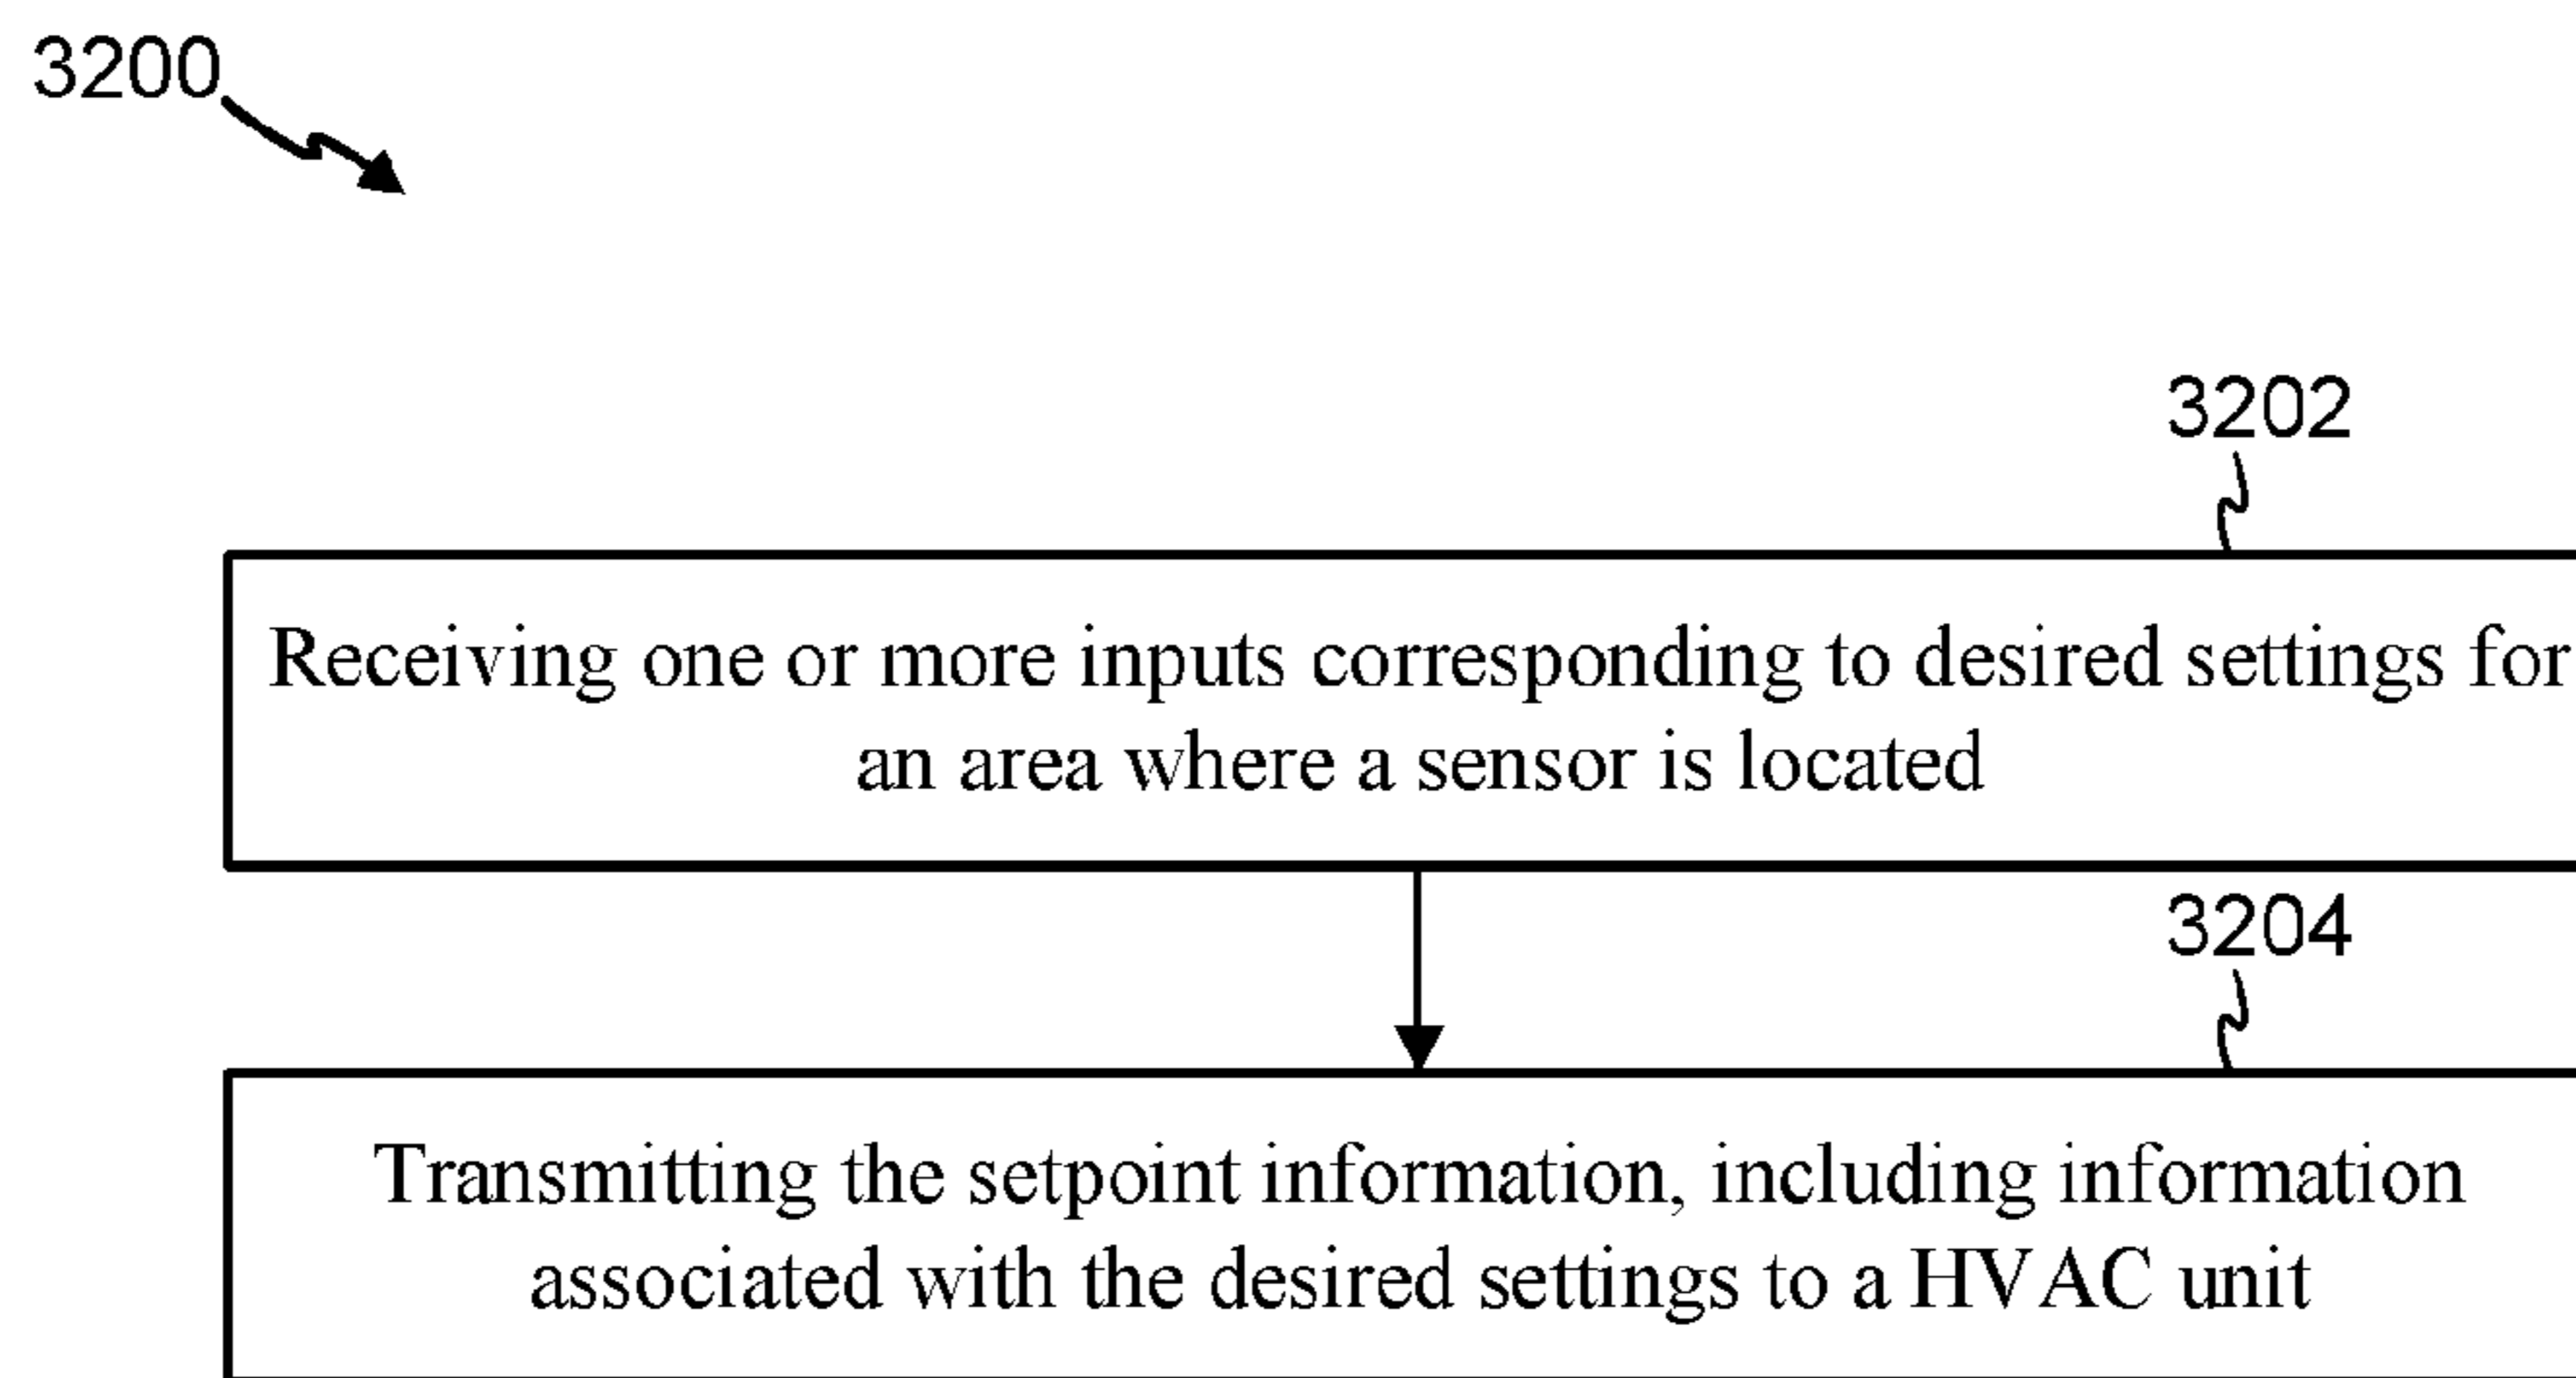 3200
3202
Receiving one or more inputs corresponding to desired settings for
an area where a sensor is located
3204
Transmitting the setpoint information, including information
associated with the desired settings to a HVAC unit